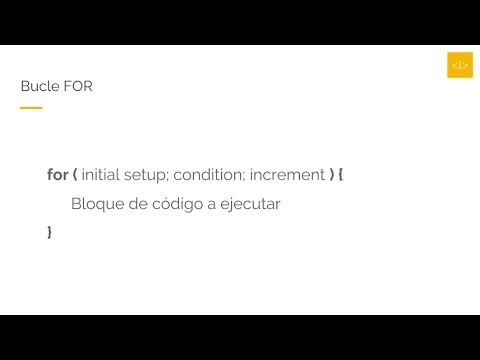 <!>
Bucle FOR
for ( initial setup; condition; increment ) {
Bloque de código a ejecutar
}